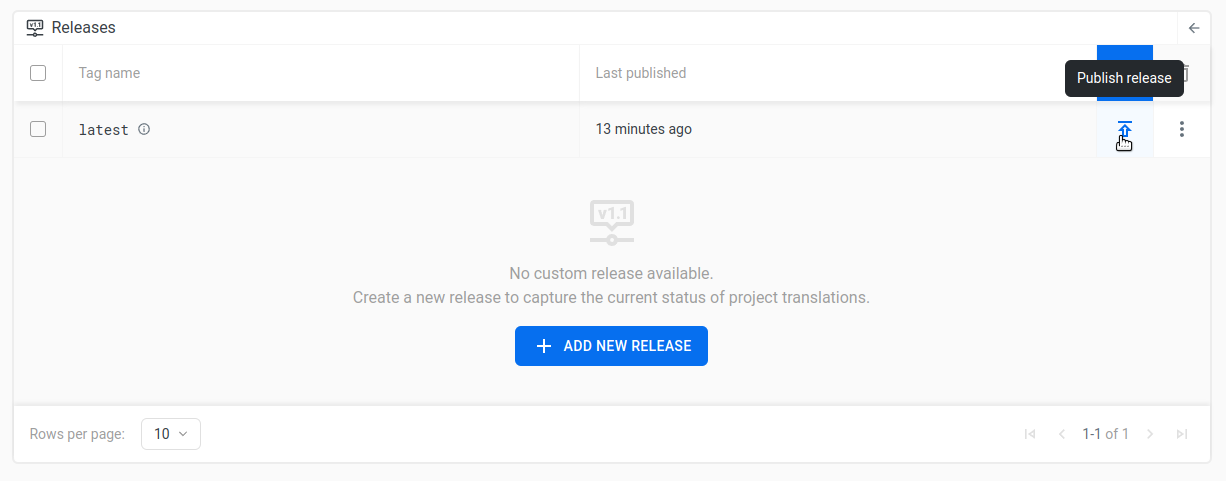 v1.1 Releases
Tag name Last published
Publish release
latest 13 minutes ago
v1.1
No custom release available.
Create a new release to capture the current status of project translations.
ADD NEW RELEASE
Rows per page: 10 1-1 of 1